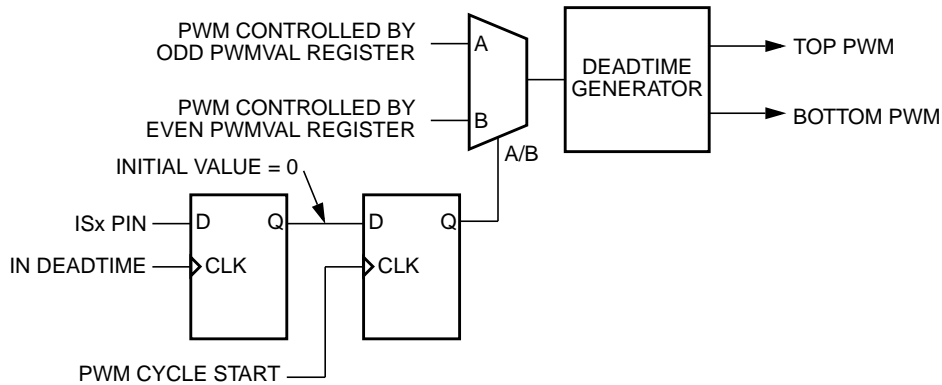 PWM CONTROLLED BY
ODD PWMVAL REGISTER
A
DEADTIME
GENERATOR
TOP PWM
BOTTOM PWM
PWM CONTROLLED BY
EVEN PWMVAL REGISTER
B
A/B
INITIAL VALUE = 0
ISx PIN
D
Q
D
Q
IN DEADTIME
CLK
CLK
PWM CYCLE START